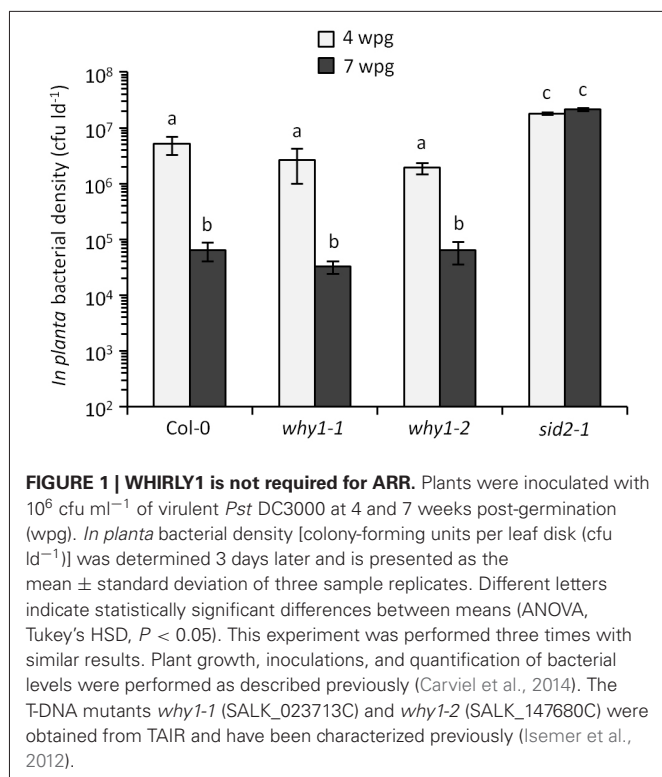 4 wpg
7 wpg
In planta bacterial density (cfu ld⁻¹)
10⁸
10⁷
10⁶
10⁵
10⁴
10³
10²
a
b
a
b
a
b
c
c
Col-0
why1-1
why1-2
sid2-1
FIGURE 1 | WHIRLY1 is not required for ARR. Plants were inoculated with
10⁶ cfu ml⁻¹ of virulent Pst DC3000 at 4 and 7 weeks post-germination
(wpg). In planta bacterial density [colony-forming units per leaf disk (cfu
ld⁻¹)] was determined 3 days later and is presented as the
mean ± standard deviation of three sample replicates. Different letters
indicate statistically significant differences between means (ANOVA,
Tukey's HSD, P < 0.05). This experiment was performed three times with
similar results. Plant growth, inoculations, and quantification of bacterial
levels were performed as described previously (Carviel et al., 2014). The
T-DNA mutants why1-1 (SALK_023713C) and why1-2 (SALK_147680C) were
obtained from TAIR and have been characterized previously (Isemer et al.,
2012).